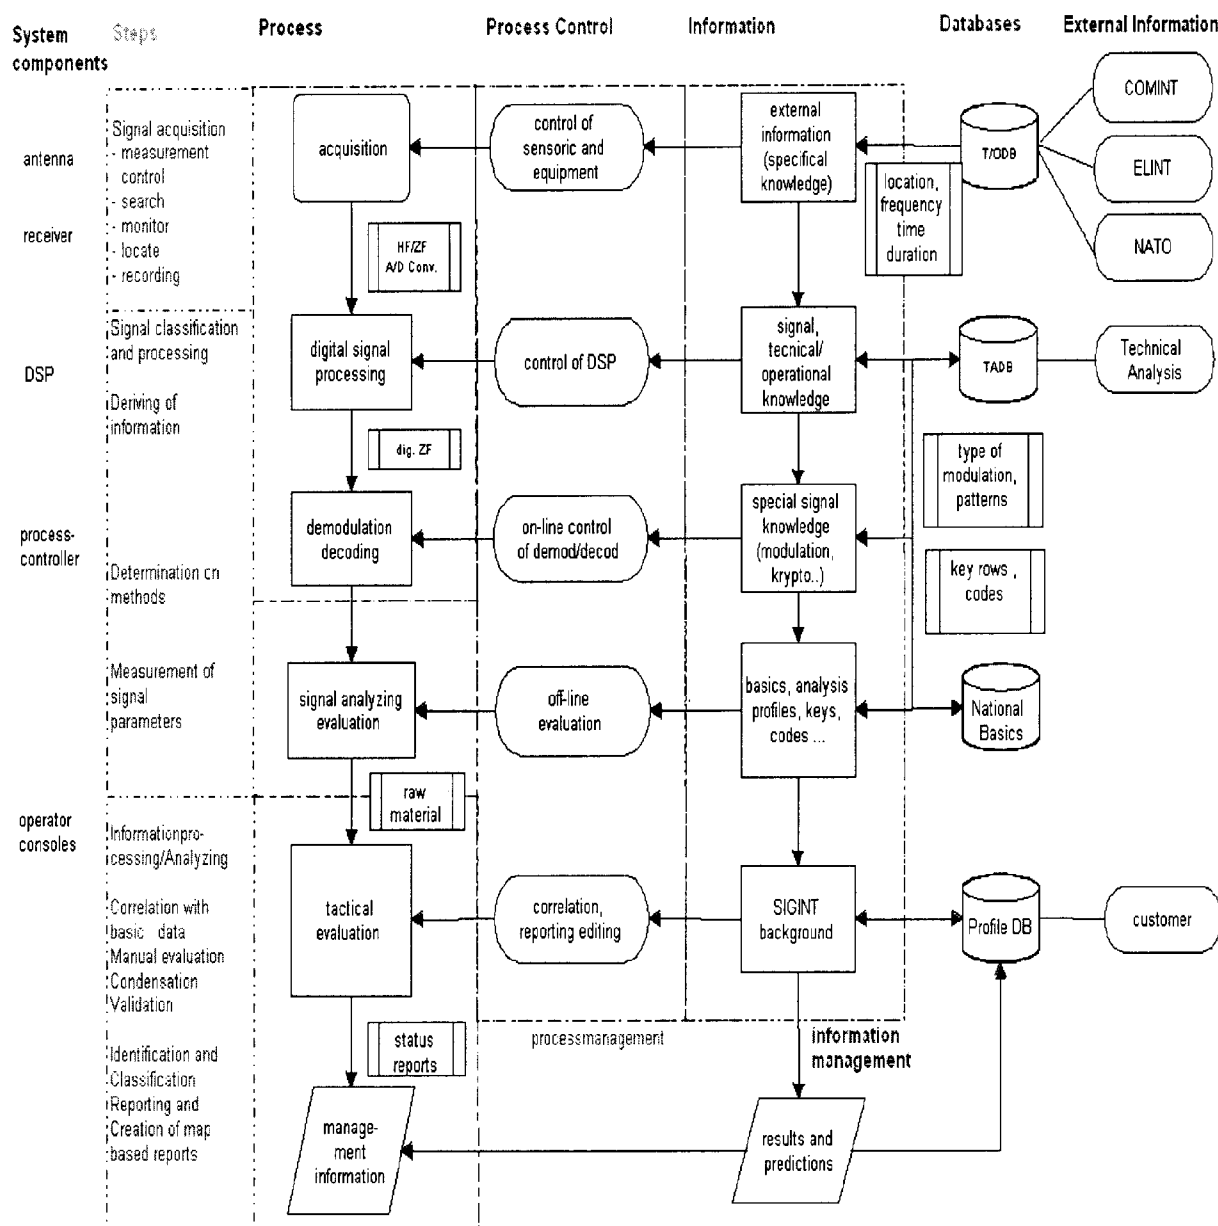 System
components
Steps
Process
Process Control
Information
Databases
External Information
antenna
receiver
DSP
process-
controller
operator
consoles
Signal acquisition
- measurement
control
- search
- monitor
- locate
- recording
Signal classification
and processing
Deriving of
information
Determination cn
methods
Measurement of
signal
parameters
Informationpro-
cessing/Analyzing
Correlation with
basic data
Manual evaluation
Condensation
Validation
Identification and
Classification
Reporting and
Creation of map
based reports
acquisition
HF/ZF
A/D Conv.
digital signal
processing
dig. ZF
demodulation
decoding
signal analyzing
evaluation
raw
material
tactical
evaluation
status
reports
manage-
ment
information
control of
sensoric and
equipment
control of DSP
on-line control
of demod/decod
off-line
evaluation
correlation,
reporting editing
processmanagement
external
information
(specifical
knowledge)
signal,
tecnical/
operational
knowledge
special signal
knowledge
(modulation,
krypto..)
basics, analysis
profiles, keys,
codes ...
SIGINT
background
information
management
results and
predictions
T/ODB
location,
frequency
time
duration
TADB
type of
modulation,
patterns
key rows ,
codes
National
Basics
Profile DB
COMINT
ELINT
NATO
Technical
Analysis
customer